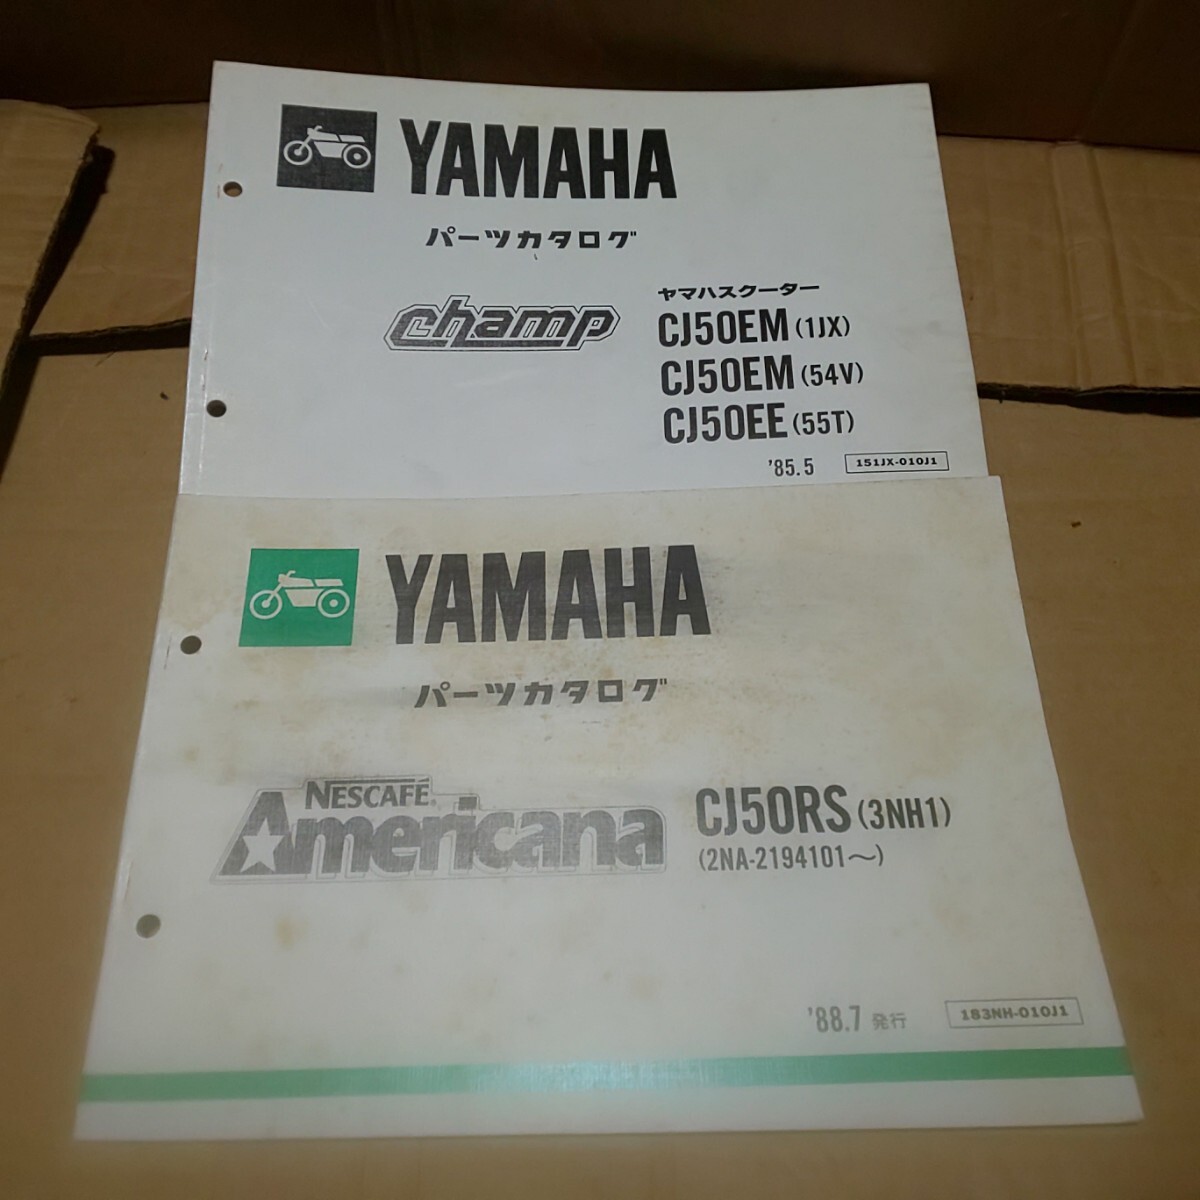 YAMAHA
パーツカタログ
champ
ヤマハスクーター
CJ50EM (1JX)
CJ50EM (54V)
CJ50EE (55T)
'85.5 151JX-010J1
YAMAHA
パーツカタログ
NESCAFÉ®
Americana
CJ50RS (3NH1)
(2NA-2194101～)
'88.7 発行 183NH-010J1